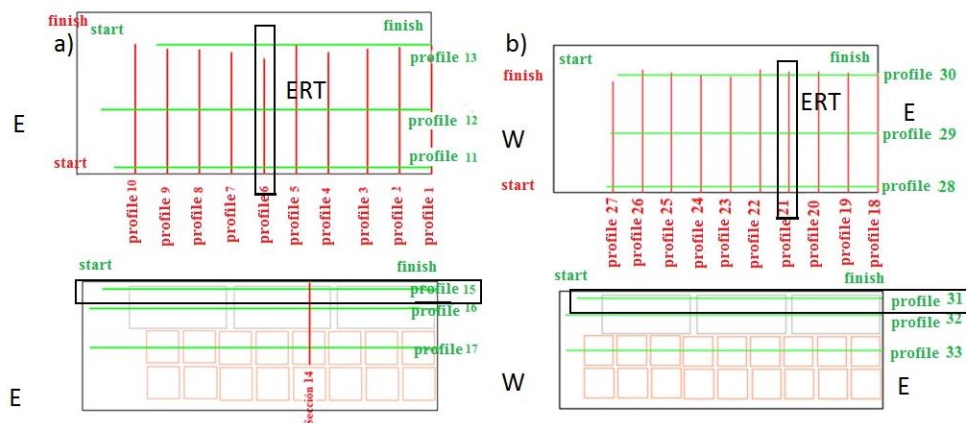 a)
finish
start
finish
profile 13
ERT
E
profile 12
profile 11
start
profile 10
profile 9
profile 8
profile 7
profile 6
profile 5
profile 4
profile 3
profile 2
profile 1
start
finish
profile 15
profile 16
profile 17
Sección 14
E
b)
start
finish
finish
profile 30
ERT
W
E
profile 29
start
profile 28
profile 27
profile 26
profile 25
profile 24
profile 23
profile 22
profile 21
profile 20
profile 19
profile 18
start
finish
profile 31
profile 32
profile 33
W
E